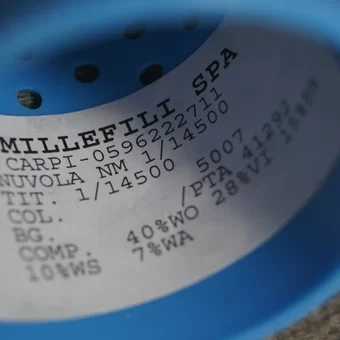 MILLEFILI SPA
CARPI-0596222711
NUVOLA NM 1/14500
TIT. 1/14500
COL. 5007
BG. /PTA 41292
COMP. 40%WO 28%VI
10%WS 7%WA